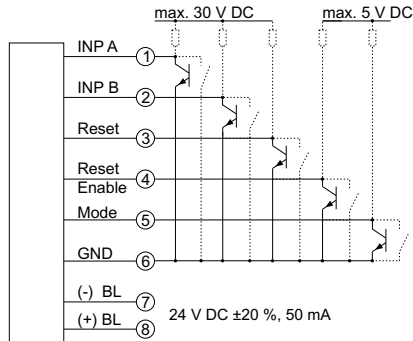 max. 30 V DC
max. 5 V DC
INP A 1
INP B 2
Reset 3
Reset
Enable 4
Mode 5
GND 6
(-) BL 7
(+) BL 8
24 V DC ±20 %, 50 mA